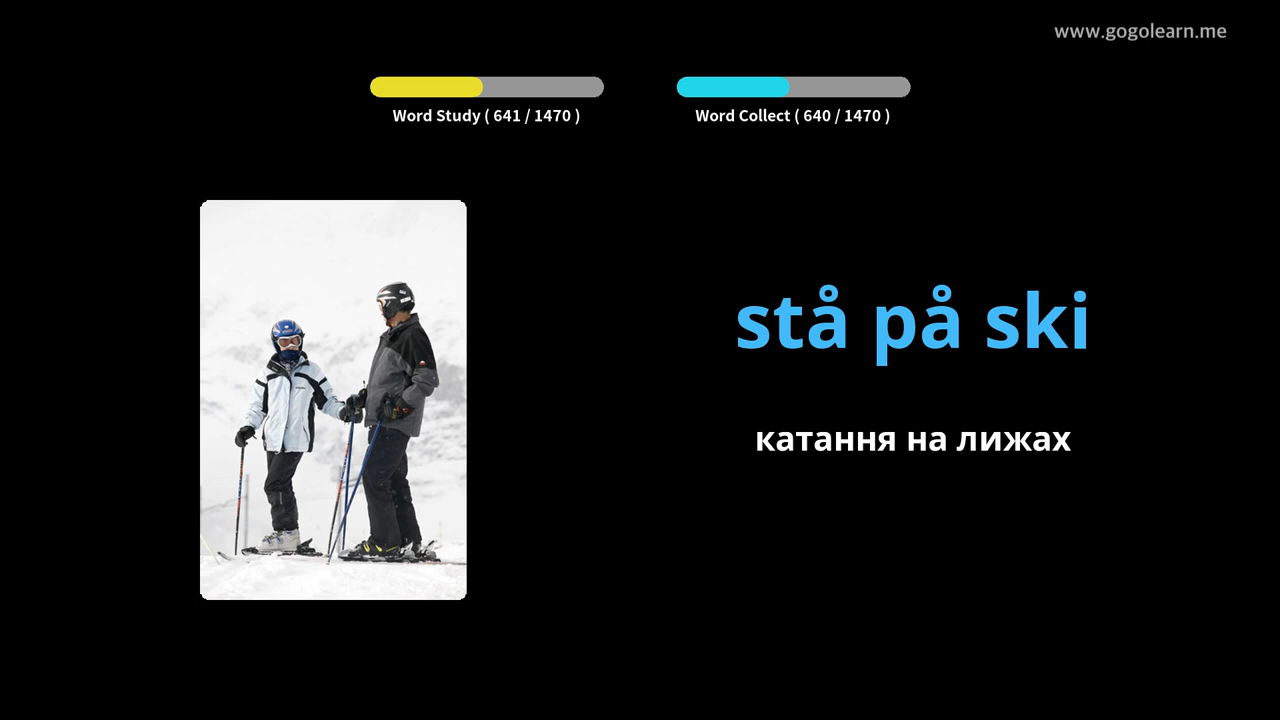 www.gogolearn.me
Word Study ( 641 / 1470 )
Word Collect ( 640 / 1470 )
stå på ski
катання на лижах